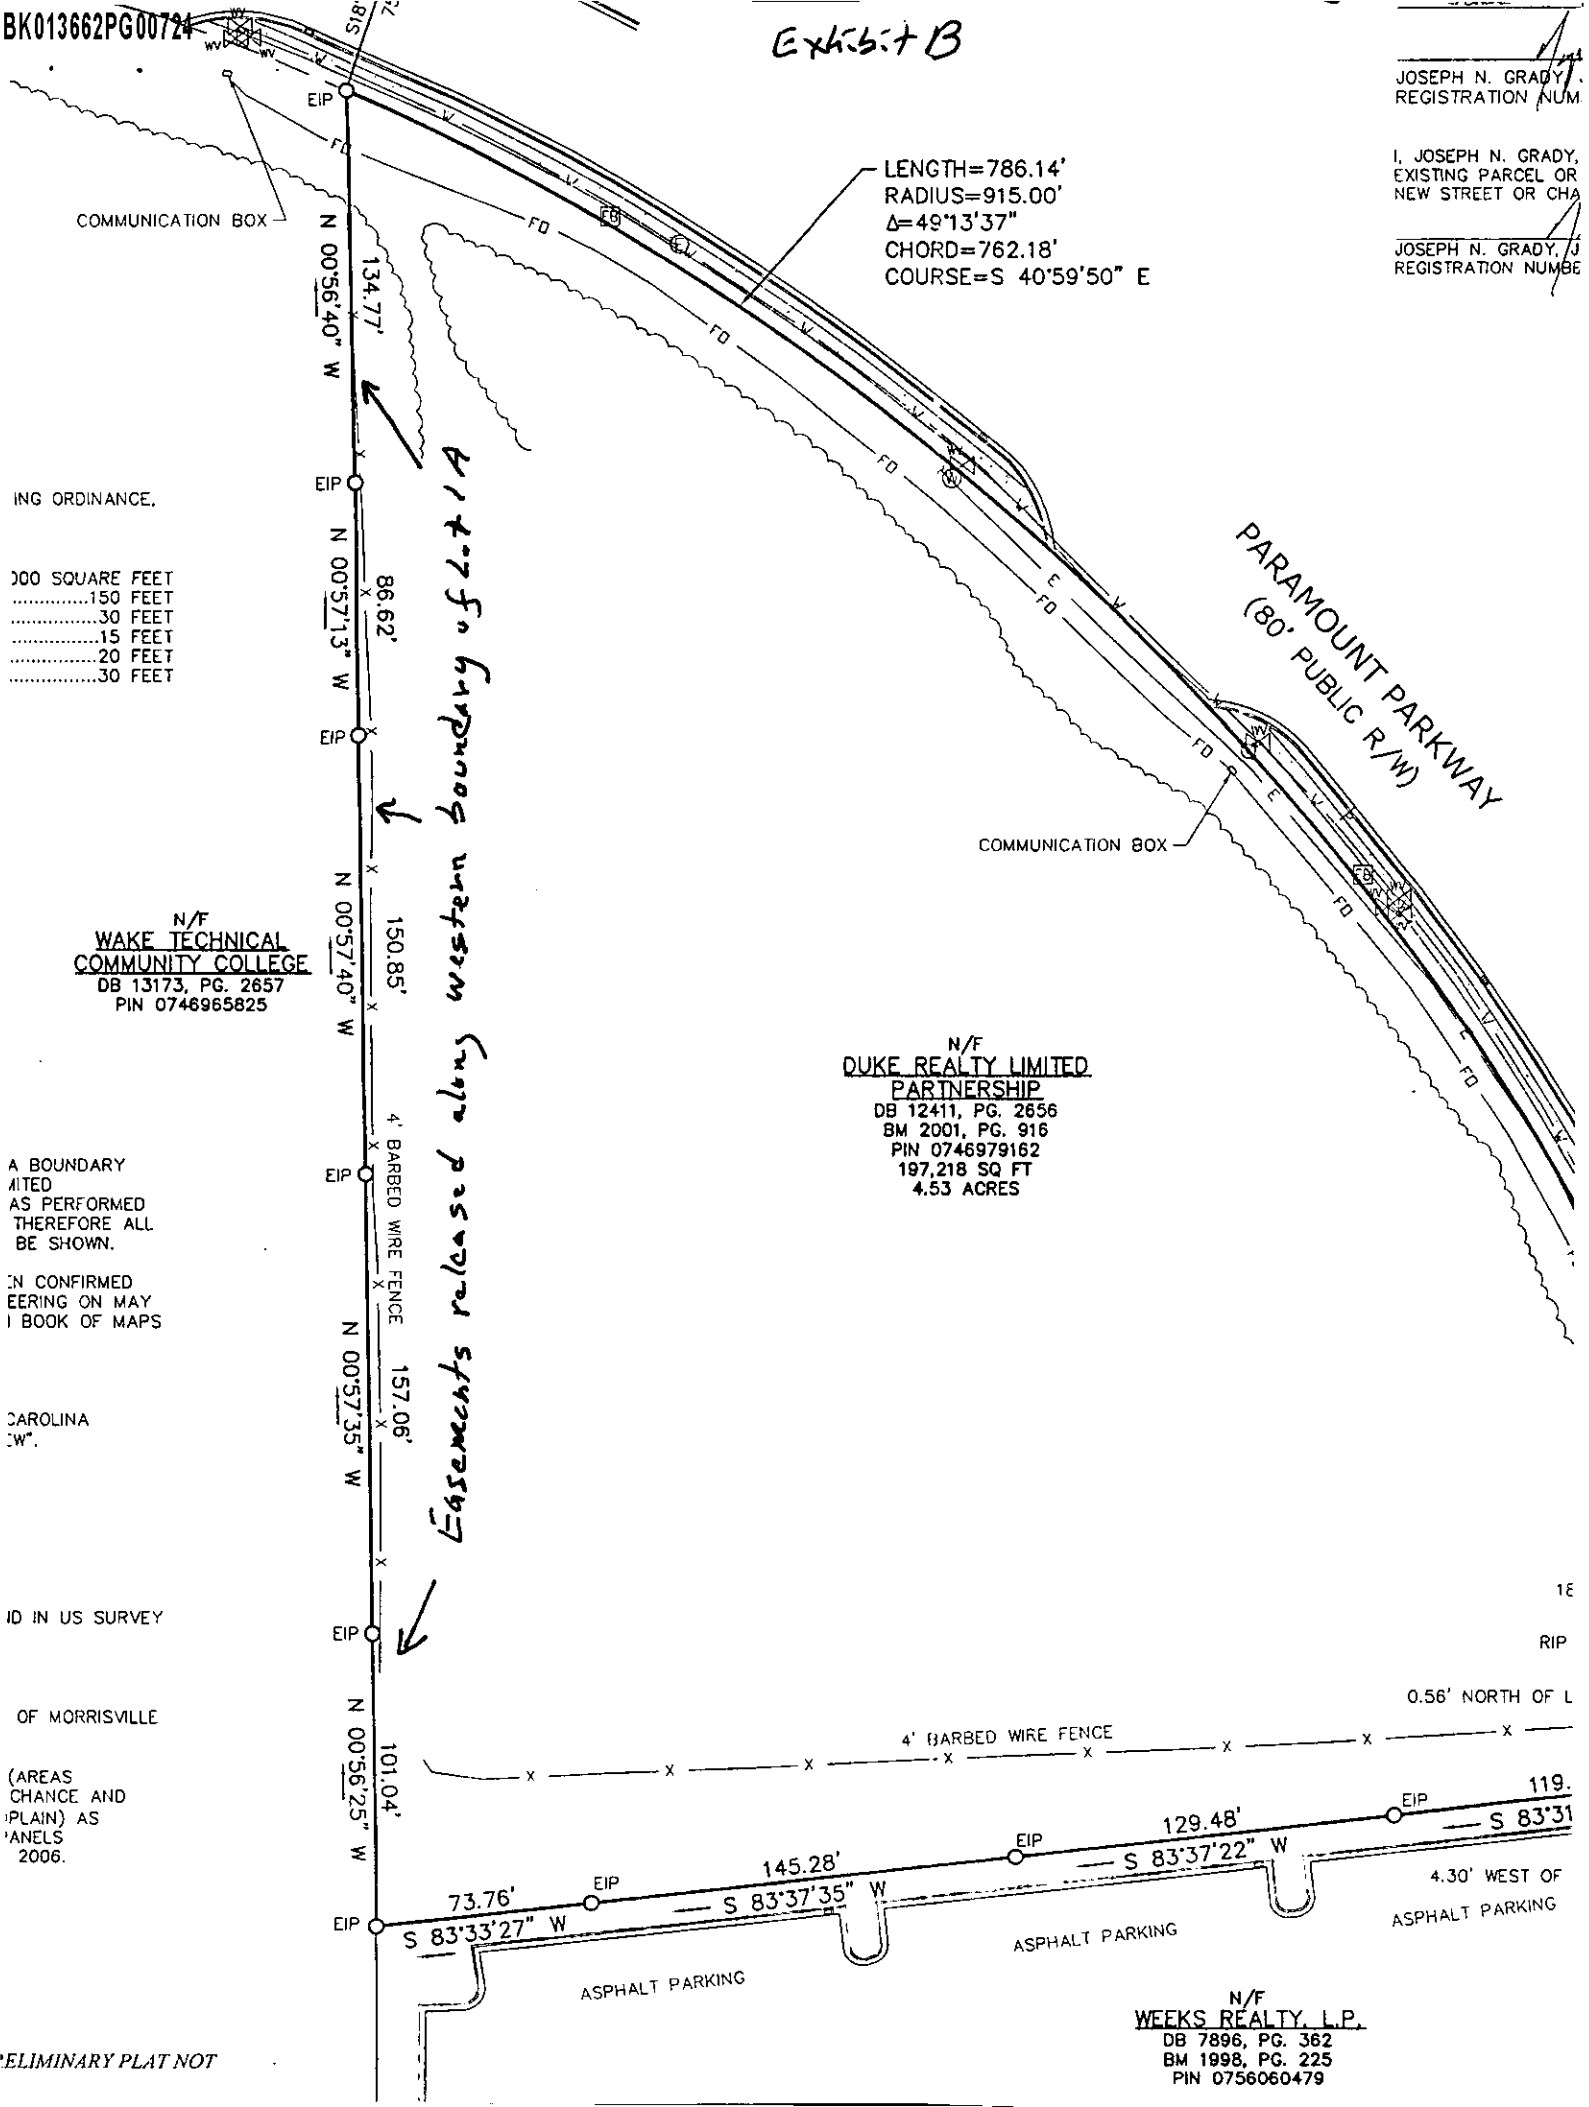 BK013662PG00724
Exhibit B
JOSEPH N. GRADY,
REGISTRATION NUM
I, JOSEPH N. GRADY,
EXISTING PARCEL OR
NEW STREET OR CHA
JOSEPH N. GRADY, J
REGISTRATION NUMBE
LENGTH=786.14'
RADIUS=915.00'
Δ=49°13'37"
CHORD=762.18'
COURSE=S 40°59'50" E
EIP
COMMUNICATION BOX
N 00°56'40" W
134.77'
EIP
N 00°57'13" W
86.62'
EIP
N 00°57'40" W
150.85'
4' BARBED WIRE FENCE
EIP
N 00°57'35" W
157.06'
EIP
N 00°56'25" W
101.04'
EIP
Easements released along western boundary of Lot 1A
ING ORDINANCE.
000 SQUARE FEET
..............150 FEET
................30 FEET
................15 FEET
................20 FEET
................30 FEET
PARAMOUNT PARKWAY
(80' PUBLIC R/W)
COMMUNICATION BOX
N/F
WAKE TECHNICAL
COMMUNITY COLLEGE
DB 13173, PG. 2657
PIN 0746965825
N/F
DUKE REALTY LIMITED
PARTNERSHIP
DB 12411, PG. 2656
BM 2001, PG. 916
PIN 0746979162
197,218 SQ FT
4.53 ACRES
A BOUNDARY
MITED
AS PERFORMED
THEREFORE ALL
BE SHOWN.
EN CONFIRMED
EERING ON MAY
BOOK OF MAPS
CAROLINA
EW".
ID IN US SURVEY
OF MORRISVILLE
(AREAS
CHANCE AND
PLAIN) AS
PANELS
2006.
RIP
0.56' NORTH OF L
4' BARBED WIRE FENCE
73.76'
S 83°33'27" W
EIP
145.28'
S 83°37'35" W
EIP
129.48'
S 83°37'22" W
EIP
119.
S 83°31
4.30' WEST OF
ASPHALT PARKING
ASPHALT PARKING
ASPHALT PARKING
N/F
WEEKS REALTY, L.P.
DB 7896, PG. 362
BM 1998, PG. 225
PIN 0756060479
RELIMINARY PLAT NOT